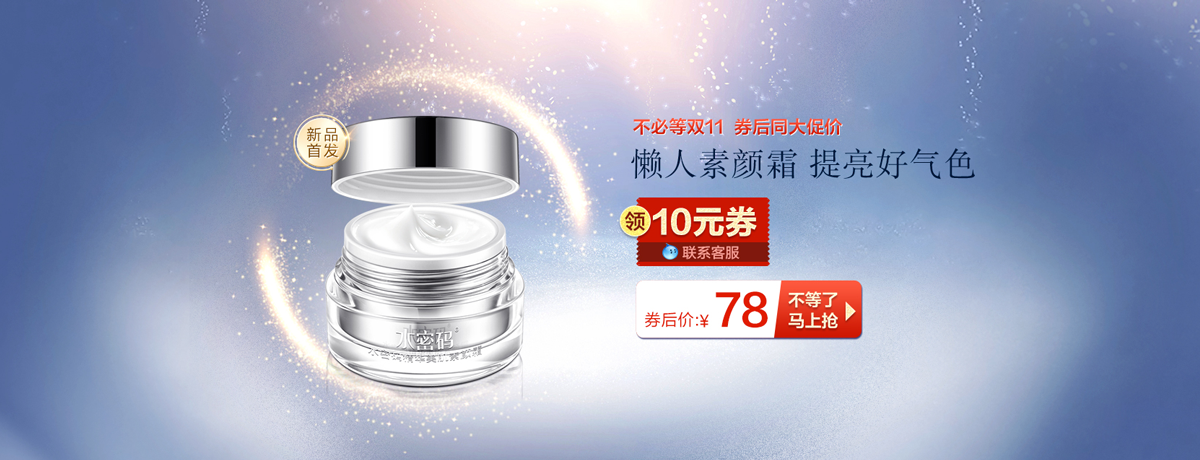 新品
首发
不必等双11 券后同大促价
懒人素颜霜 提亮好气色
领
10元券
联系客服
券后价:¥ 78
不等了
马上抢
水密码